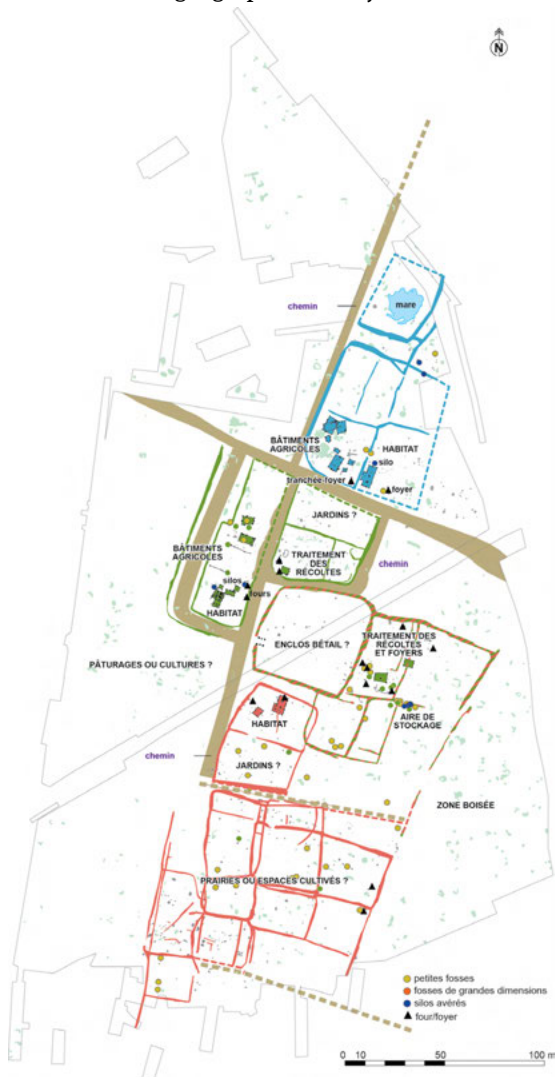 N
mare
chemin
BÂTIMENTS
AGRICOLES
HABITAT
silo
tranchée-foyer
foyer
JARDINS ?
BÂTIMENTS
AGRICOLES
TRAITEMENT
DES
RÉCOLTES
chemin
silos
fours
HABITAT
TRAITEMENT DES
RÉCOLTES
ET FOYERS
ENCLOS BÉTAIL ?
PÂTURAGES OU CULTURES ?
AIRE DE
STOCKAGE
HABITAT
chemin
JARDINS ?
ZONE BOISÉE
PRAIRIES OU ESPACES CULTIVÉS ?
petites fosses
fosses de grandes dimensions
silos avérés
four/foyer
0 10 50 100 m